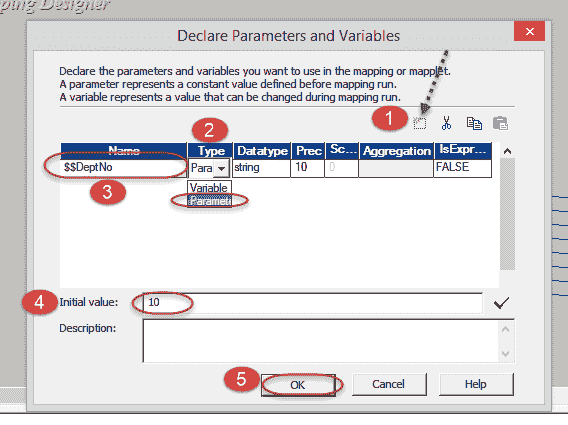 ping Designer
Declare Parameters and Variables
Declare the parameters and variables you want to use in the mapping or mapplet.
A parameter represents a constant value defined before mapping run.
A variable represents a value that can be changed during mapping run.
1
2
Name Type Datatype Prec Sc... Aggregation IsExpr...
$$DeptNo Para string 10 0 FALSE
3
Variable
Paramet
4 Initial value: 10
Description:
5 OK Cancel Help